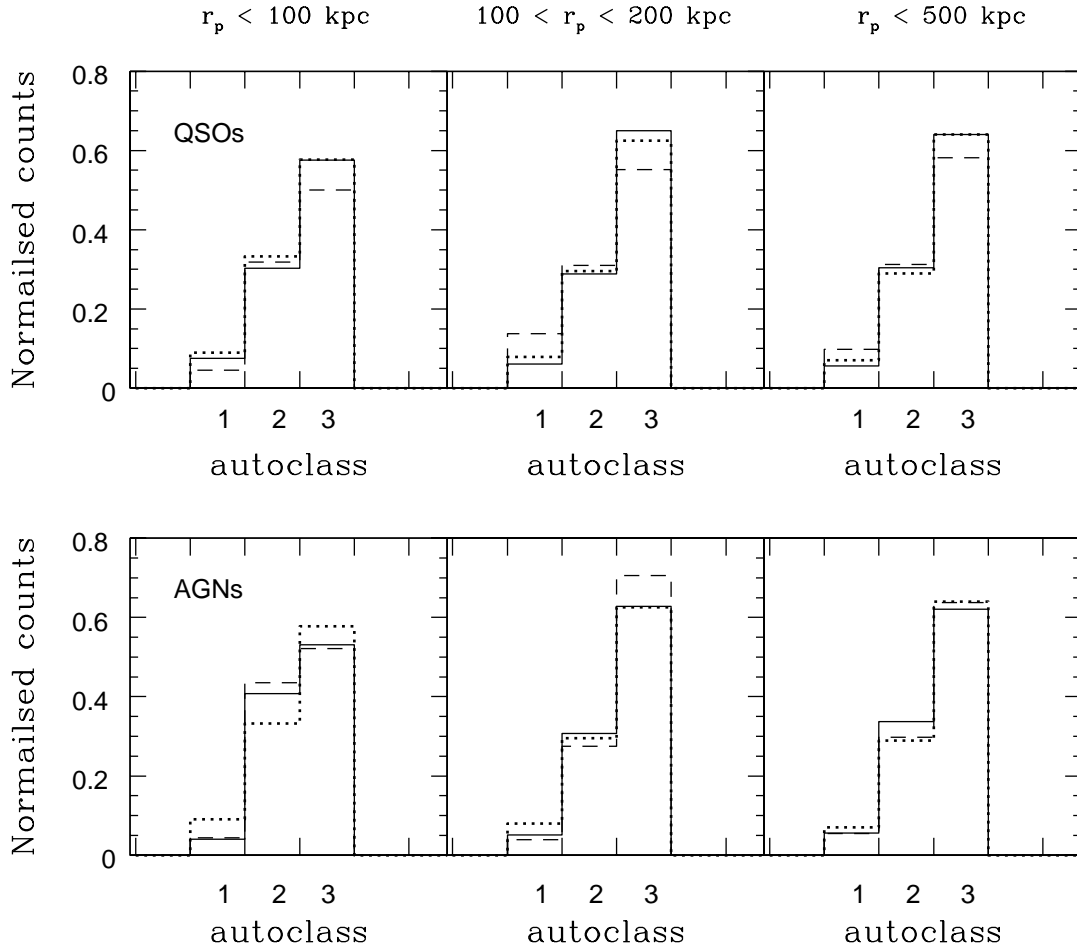 r_p < 100 kpc 100 < r_p < 200 kpc r_p < 500 kpc
Normailsed counts
0.8
0.6
0.4
0.2
0
QSOs
1 2 3 1 2 3 1 2 3
autoclass autoclass autoclass
Normailsed counts
0.8
0.6
0.4
0.2
0
AGNs
1 2 3 1 2 3 1 2 3
autoclass autoclass autoclass